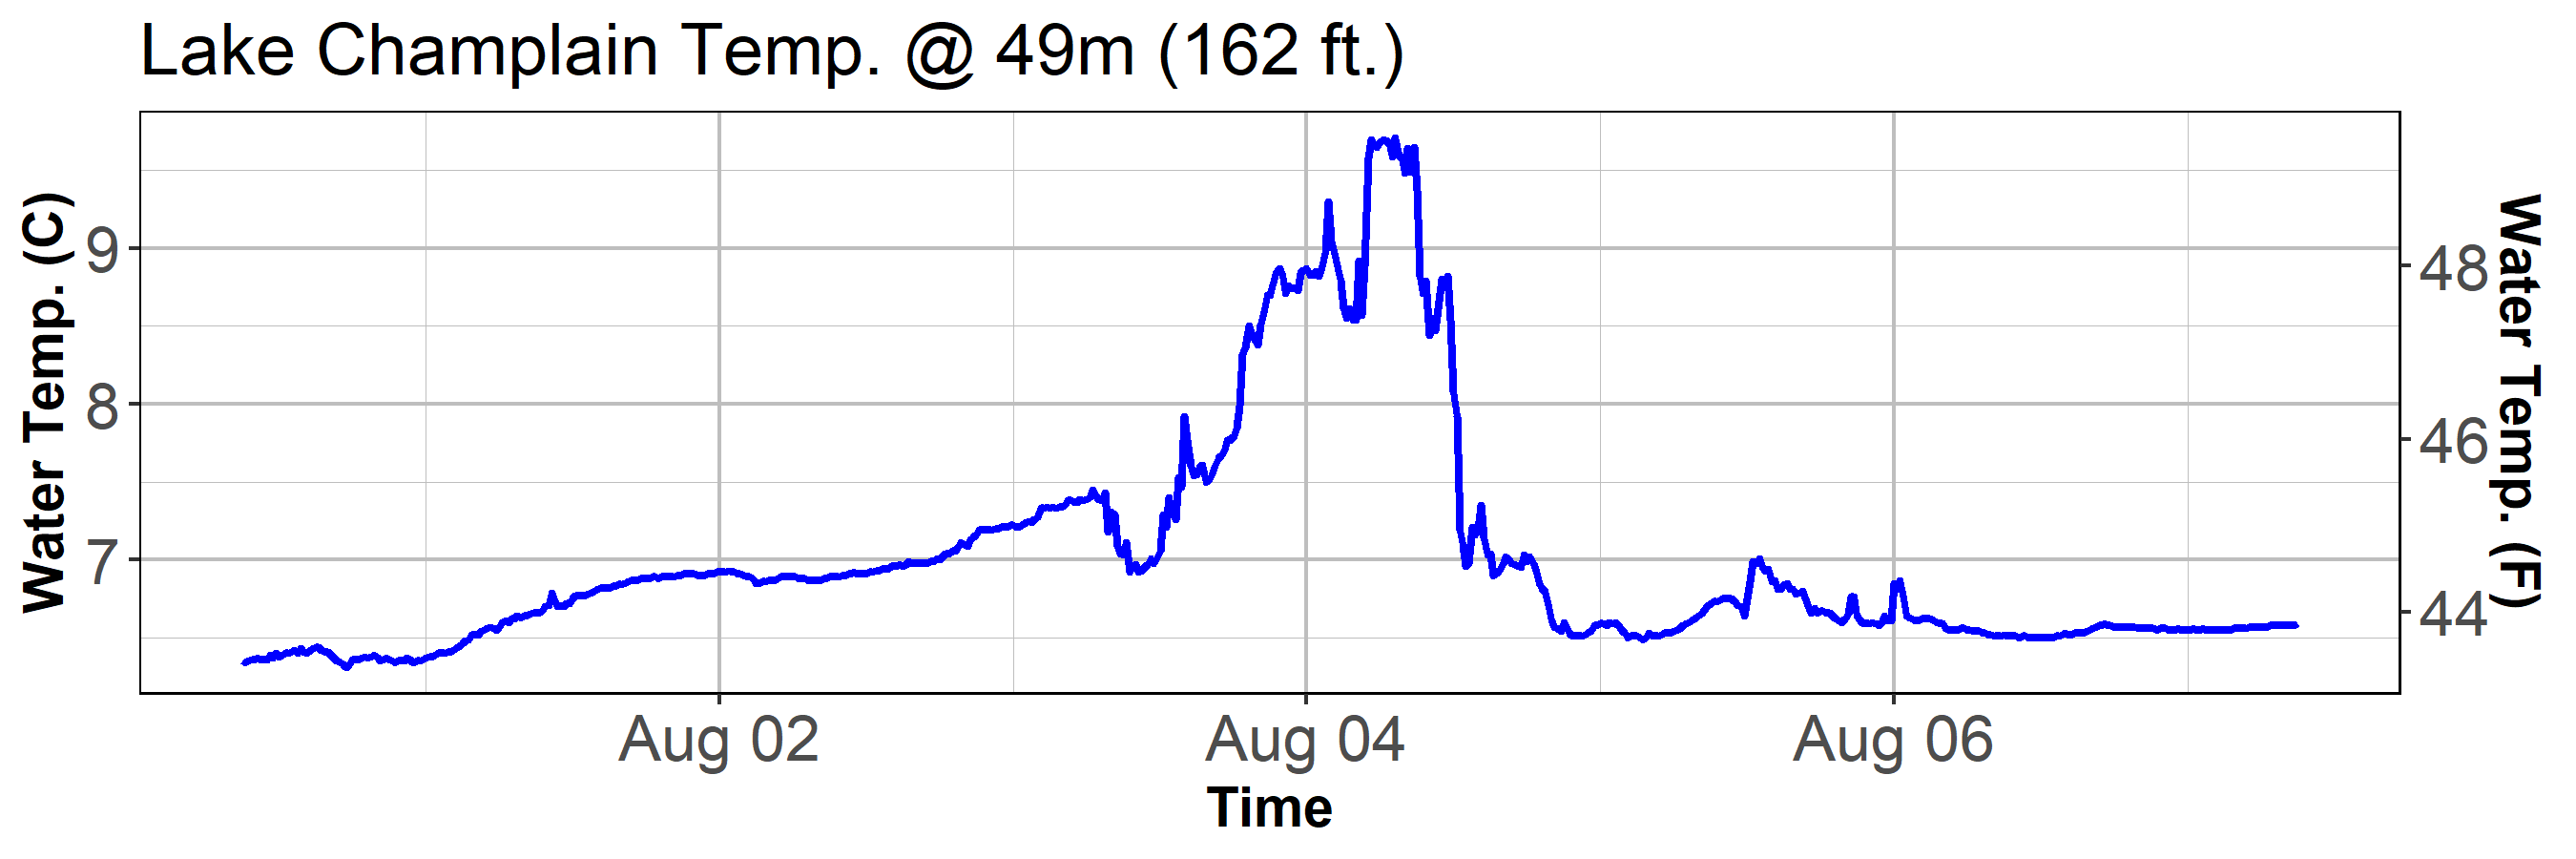 Lake Champlain Temp. @ 49m (162 ft.)
Water Temp. (C)
9
8
7
48
46
44
Water Temp. (F)
Aug 02
Aug 04
Aug 06
Time